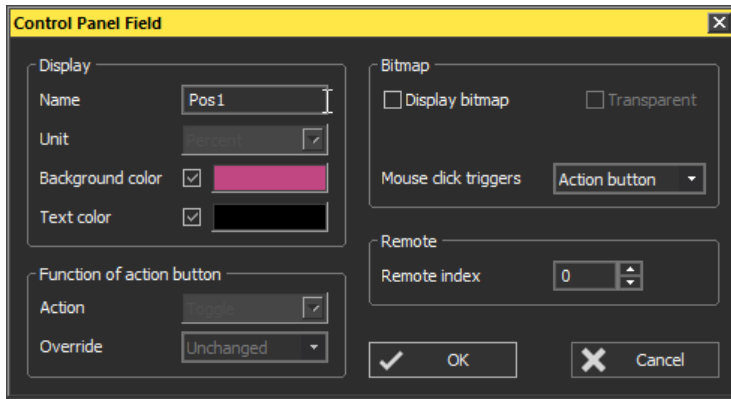 Control Panel Field
Display
Name Pos1
Unit Percent
Background color
Text color
Function of action button
Action Toggle
Override Unchanged
Bitmap
Display bitmap Transparent
Mouse click triggers Action button
Remote
Remote index 0
OK Cancel